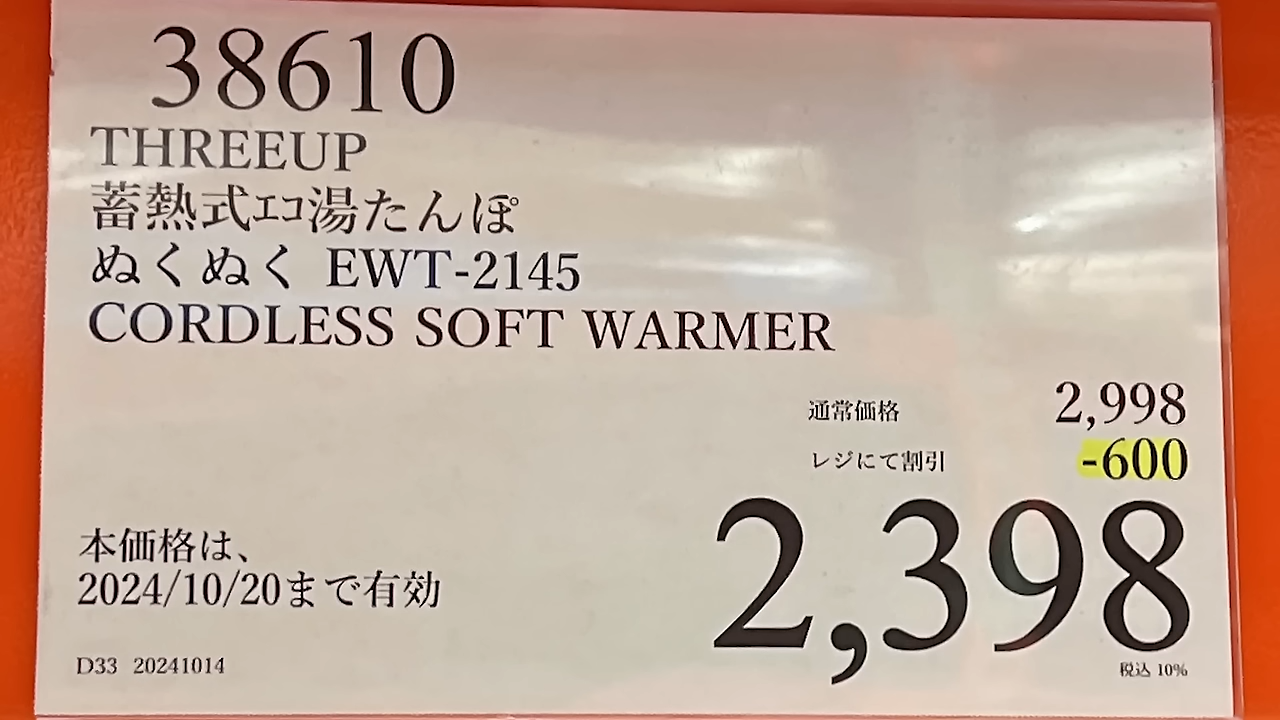 38610
THREEUP
蓄熱式ｴｺ湯たんぽ
ぬくぬく EWT-2145
CORDLESS SOFT WARMER
通常価格 2,998
レジにて割引 -600
2,398
本価格は、
2024/10/20まで有効
税込 10%
D33 20241014